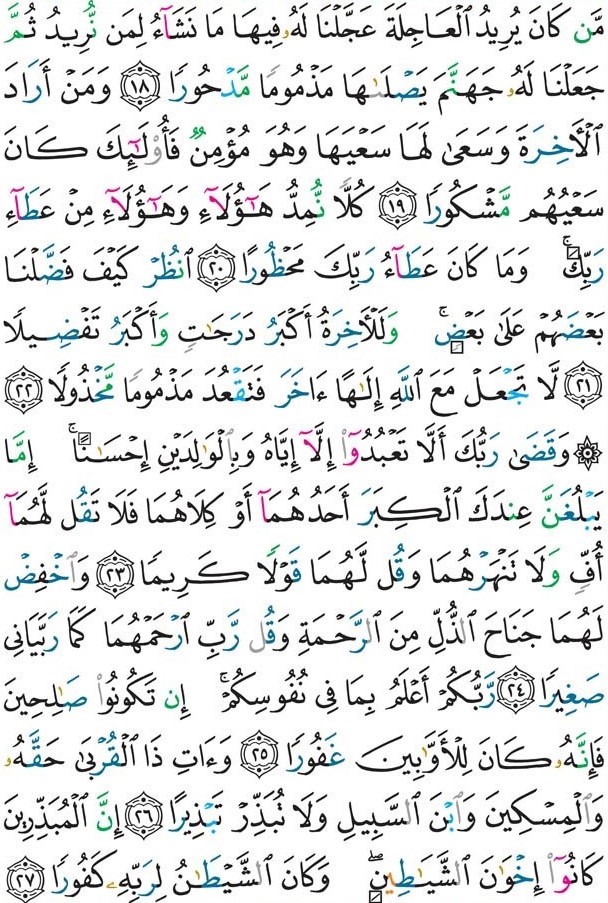 مَّن كَانَ يُرِيدُ ٱلْعَاجِلَةَ عَجَّلْنَا لَهُۥ فِيهَا مَا نَشَآءُ لِمَن نُّرِيدُ ثُمَّ
جَعَلْنَا لَهُۥ جَهَنَّمَ يَصْلَىٰهَا مَذْمُومًا مَّدْحُورًا ١٨ وَمَنْ أَرَادَ
ٱلْأَخِرَةَ وَسَعَىٰ لَهَا سَعْيَهَا وَهُوَ مُؤْمِنٌ فَأُو۟لَٰٓئِكَ كَانَ
سَعْيُهُم مَّشْكُورًا ١٩ كُلًّا نُّمِدُّ هَٰٓؤُلَآءِ وَهَٰٓؤُلَآءِ مِنْ عَطَآءِ
رَبِّكَ ۚ وَمَا كَانَ عَطَآءُ رَبِّكَ مَحْظُورًا ٢٠ ٱنظُرْ كَيْفَ فَضَّلْنَا
بَعْضَهُمْ عَلَىٰ بَعْضٍ ۚ وَلَلْأَخِرَةُ أَكْبَرُ دَرَجَٰتٍ وَأَكْبَرُ تَفْضِيلًا
٢١ لَّا تَجْعَلْ مَعَ ٱللَّهِ إِلَٰهًا ءَاخَرَ فَتَقْعُدَ مَذْمُومًا مَّخْذُولًا ٢٢
۞ وَقَضَىٰ رَبُّكَ أَلَّا تَعْبُدُوٓا۟ إِلَّآ إِيَّاهُ وَبِٱلْوَٰلِدَيْنِ إِحْسَٰنًا ۚ إِمَّا
يَبْلُغَنَّ عِندَكَ ٱلْكِبَرَ أَحَدُهُمَآ أَوْ كِلَاهُمَا فَلَا تَقُل لَّهُمَآ
أُفٍّ وَلَا تَنْهَرْهُمَا وَقُل لَّهُمَا قَوْلًا كَرِيمًا ٢٣ وَٱخْفِضْ
لَهُمَا جَنَاحَ ٱلذُّلِّ مِنَ ٱلرَّحْمَةِ وَقُل رَّبِّ ٱرْحَمْهُمَا كَمَا رَبَّيَانِى
صَغِيرًا ٢٤ رَّبُّكُمْ أَعْلَمُ بِمَا فِى نُفُوسِكُمْ ۚ إِن تَكُونُوا۟ صَٰلِحِينَ
فَإِنَّهُۥ كَانَ لِلْأَوَّٰبِينَ غَفُورًا ٢٥ وَءَاتِ ذَا ٱلْقُرْبَىٰ حَقَّهُۥ
وَٱلْمِسْكِينَ وَٱبْنَ ٱلسَّبِيلِ وَلَا تُبَذِّرْ تَبْذِيرًا ٢٦ إِنَّ ٱلْمُبَذِّرِينَ
كَانُوٓا۟ إِخْوَٰنَ ٱلشَّيَٰطِينِ ۖ وَكَانَ ٱلشَّيْطَٰنُ لِرَبِّهِۦ كَفُورًا ٢٧